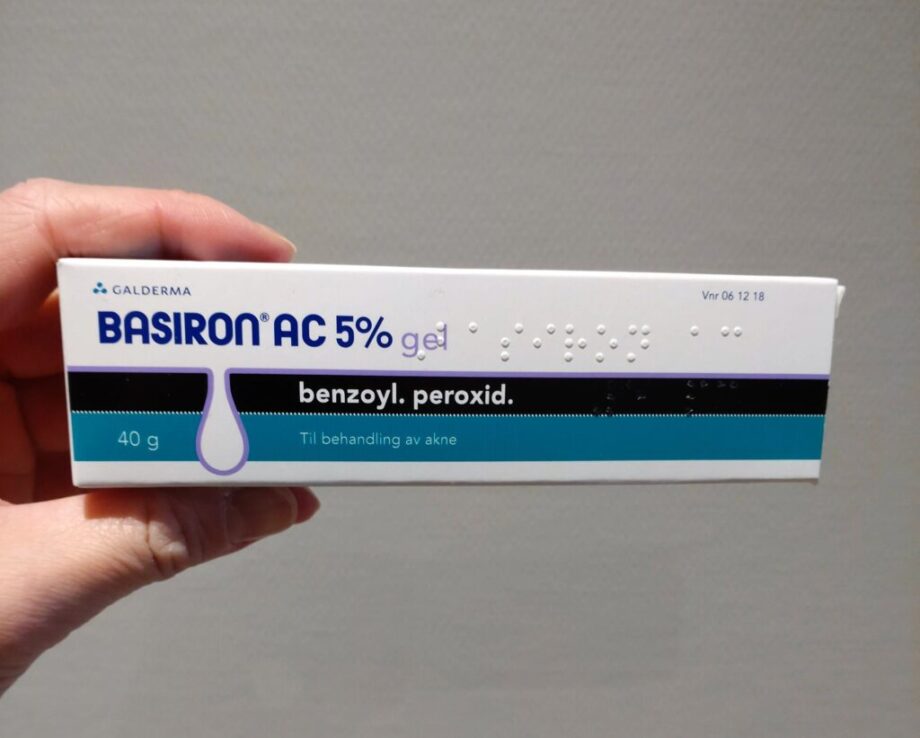 GALDERMA
Vnr 06 12 18
BASIRON® AC 5% gel
benzoyl. peroxid.
40 g
Til behandling av akne